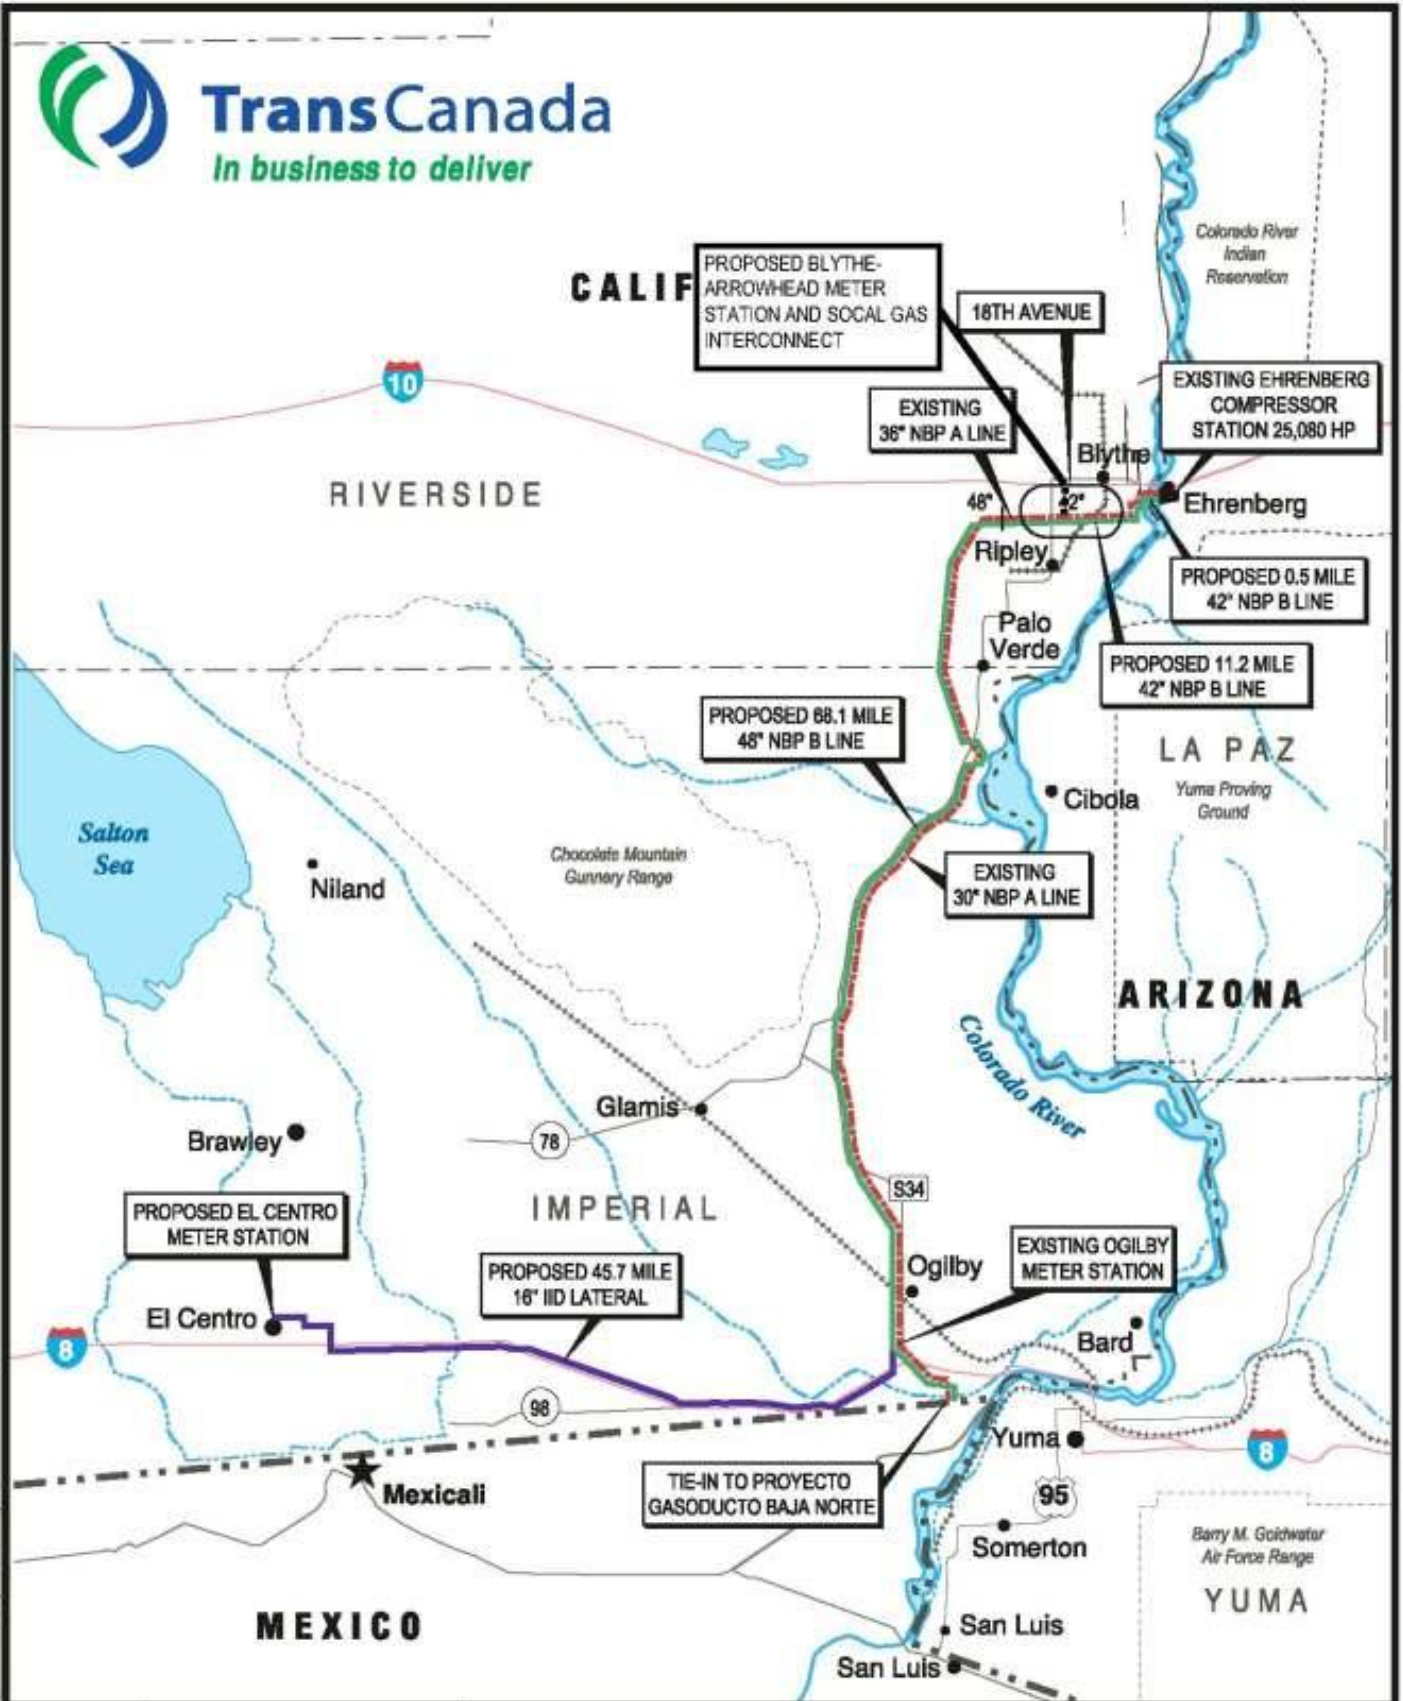 TransCanada
In business to deliver
Colorado River
Indian
Reservation
CALIF
PROPOSED BLYTHE-
ARROWHEAD METER
STATION AND SOCAL GAS
INTERCONNECT
18TH AVENUE
10
EXISTING
36" NBP A LINE
EXISTING EHRENBERG
COMPRESSOR
STATION 25,080 HP
Blythe
RIVERSIDE
48"
42"
Ehrenberg
Ripley
PROPOSED 0.5 MILE
42" NBP B LINE
Palo
Verde
PROPOSED 11.2 MILE
42" NBP B LINE
PROPOSED 68.1 MILE
48" NBP B LINE
LA PAZ
Yuma Proving
Ground
Cibola
Salton
Sea
Niland
Chocolate Mountain
Gunnery Range
EXISTING
30" NBP A LINE
ARIZONA
Colorado River
Glamis
Brawley
78
S34
IMPERIAL
PROPOSED EL CENTRO
METER STATION
PROPOSED 45.7 MILE
16" IID LATERAL
Ogilby
EXISTING OGILBY
METER STATION
El Centro
8
Bard
98
Yuma
8
Mexicali
TIE-IN TO PROYECTO
GASODUCTO BAJA NORTE
95
Somerton
Barry M. Goldwater
Air Force Range
YUMA
MEXICO
San Luis
San Luis